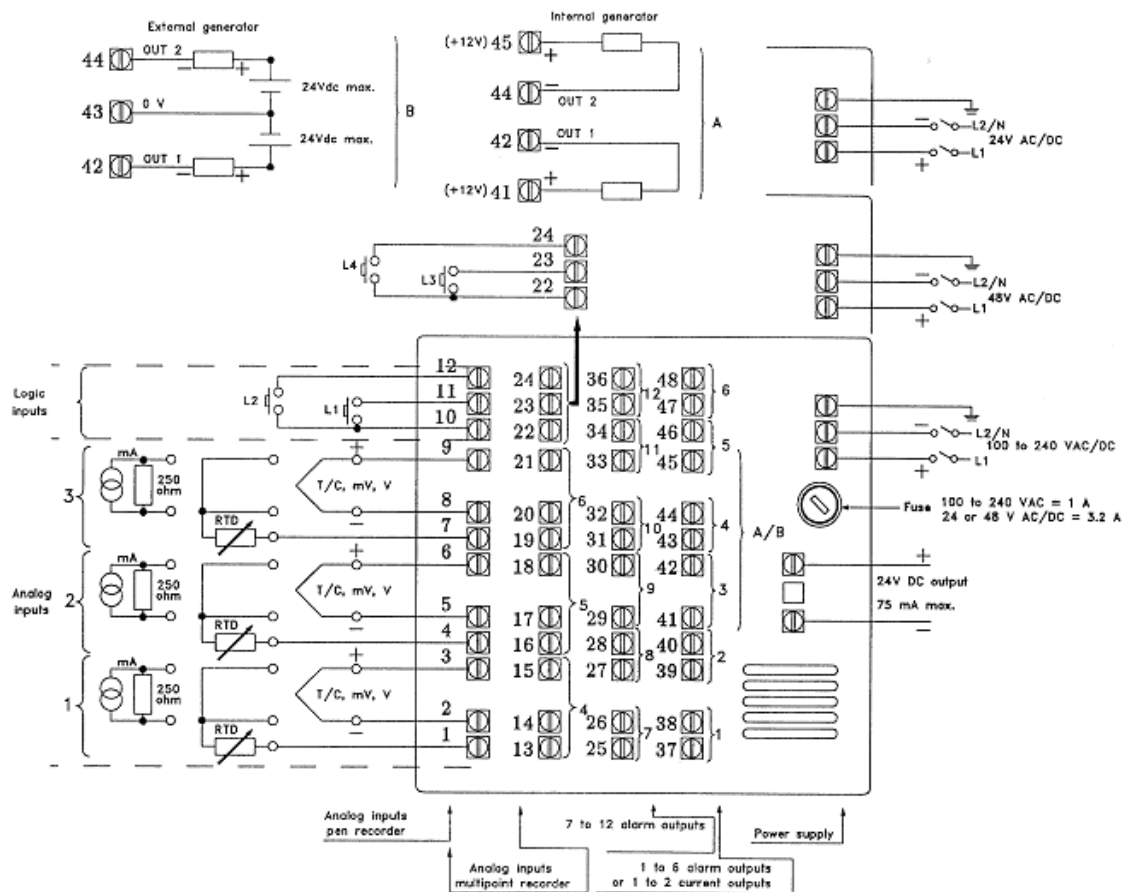 External generator
Internal generator
44 OUT 2 − +
24Vdc max.
43 0 V
24Vdc max.
42 OUT 1 − +
B
(+12V) 45 +
44 − OUT 2
42 OUT 1 −
(+12V) 41 +
A
− L2/N
24V AC/DC
+ L1
24
L4
23
L3
22
− L2/N
48V AC/DC
+ L1
Logic
inputs
L2
L1
12
11
10
24
23
22
36
35
34
12
11
48
47
46
6
5
− L2/N
100 to 240 VAC/DC
+ L1
3
mA
250
ohm
RTD
+
T/C, mV, V
−
9
8
7
21
20
19
6
33
32
31
10
45
44
43
4
A/B
Fuse 100 to 240 VAC = 1 A
24 or 48 V AC/DC = 3.2 A
Analog
inputs
2
mA
250
ohm
RTD
+
T/C, mV, V
−
6
5
4
18
17
16
5
30
29
28
9
8
42
41
40
3
2
+
24V DC output
75 mA max.
−
1
mA
250
ohm
RTD
+
T/C, mV, V
−
3
2
1
15
14
13
4
27
26
25
7
39
38
37
1
Analog inputs
pen recorder
Analog inputs
multipoint recorder
7 to 12 alarm outputs
1 to 6 alarm outputs
or 1 to 2 current outputs
Power supply